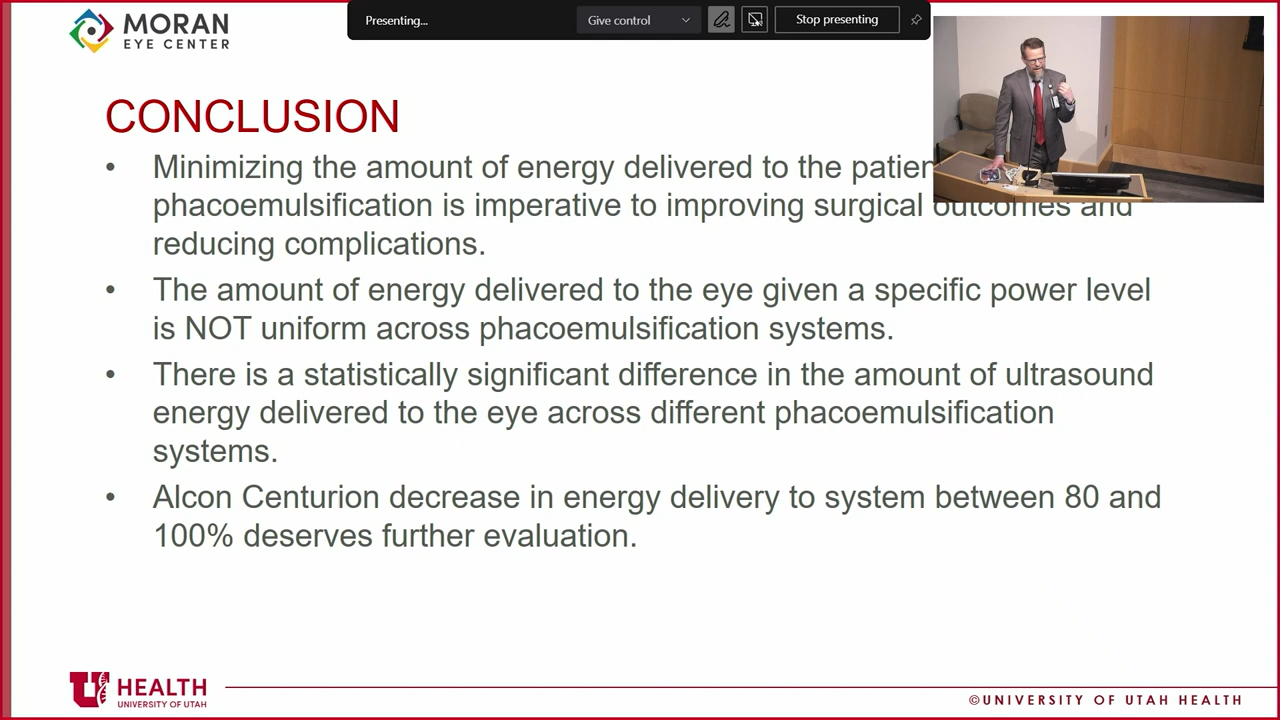 MORAN
EYE CENTER
Presenting...
Give control
Stop presenting
CONCLUSION
• Minimizing the amount of energy delivered to the
phacoemulsification is imperative to improving surgical outcomes and
reducing complications.
• The amount of energy delivered to the eye given a specific power level
is NOT uniform across phacoemulsification systems.
• There is a statistically significant difference in the amount of ultrasound
energy delivered to the eye across different phacoemulsification
systems.
• Alcon Centurion decrease in energy delivery to system between 80 and
100% deserves further evaluation.
U HEALTH
UNIVERSITY OF UTAH
©UNIVERSITY OF UTAH HEALTH